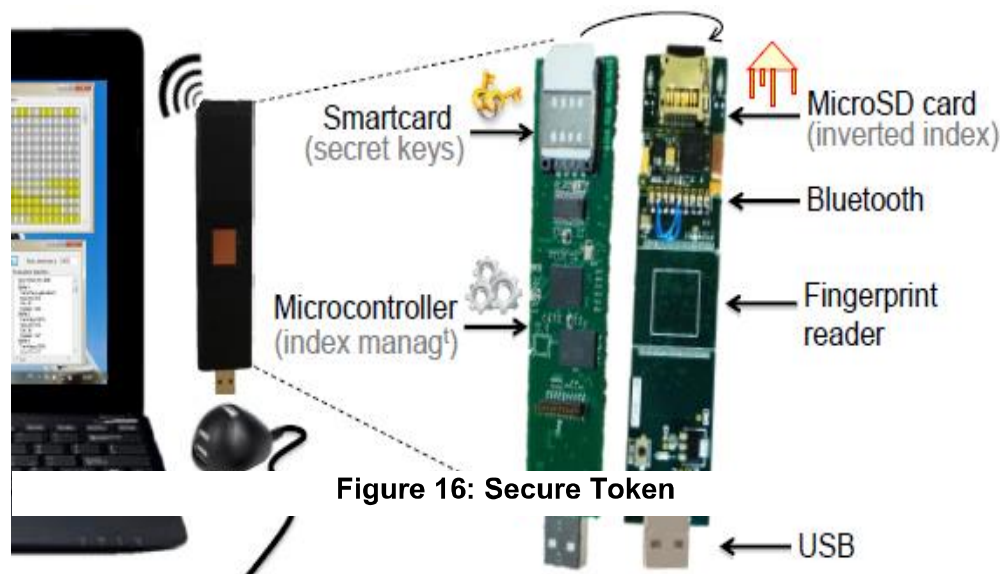 Smartcard
(secret keys)
MicroSD card
(inverted index)
Bluetooth
Microcontroller
(index managᵗ)
Fingerprint
reader
Figure 16: Secure Token
USB